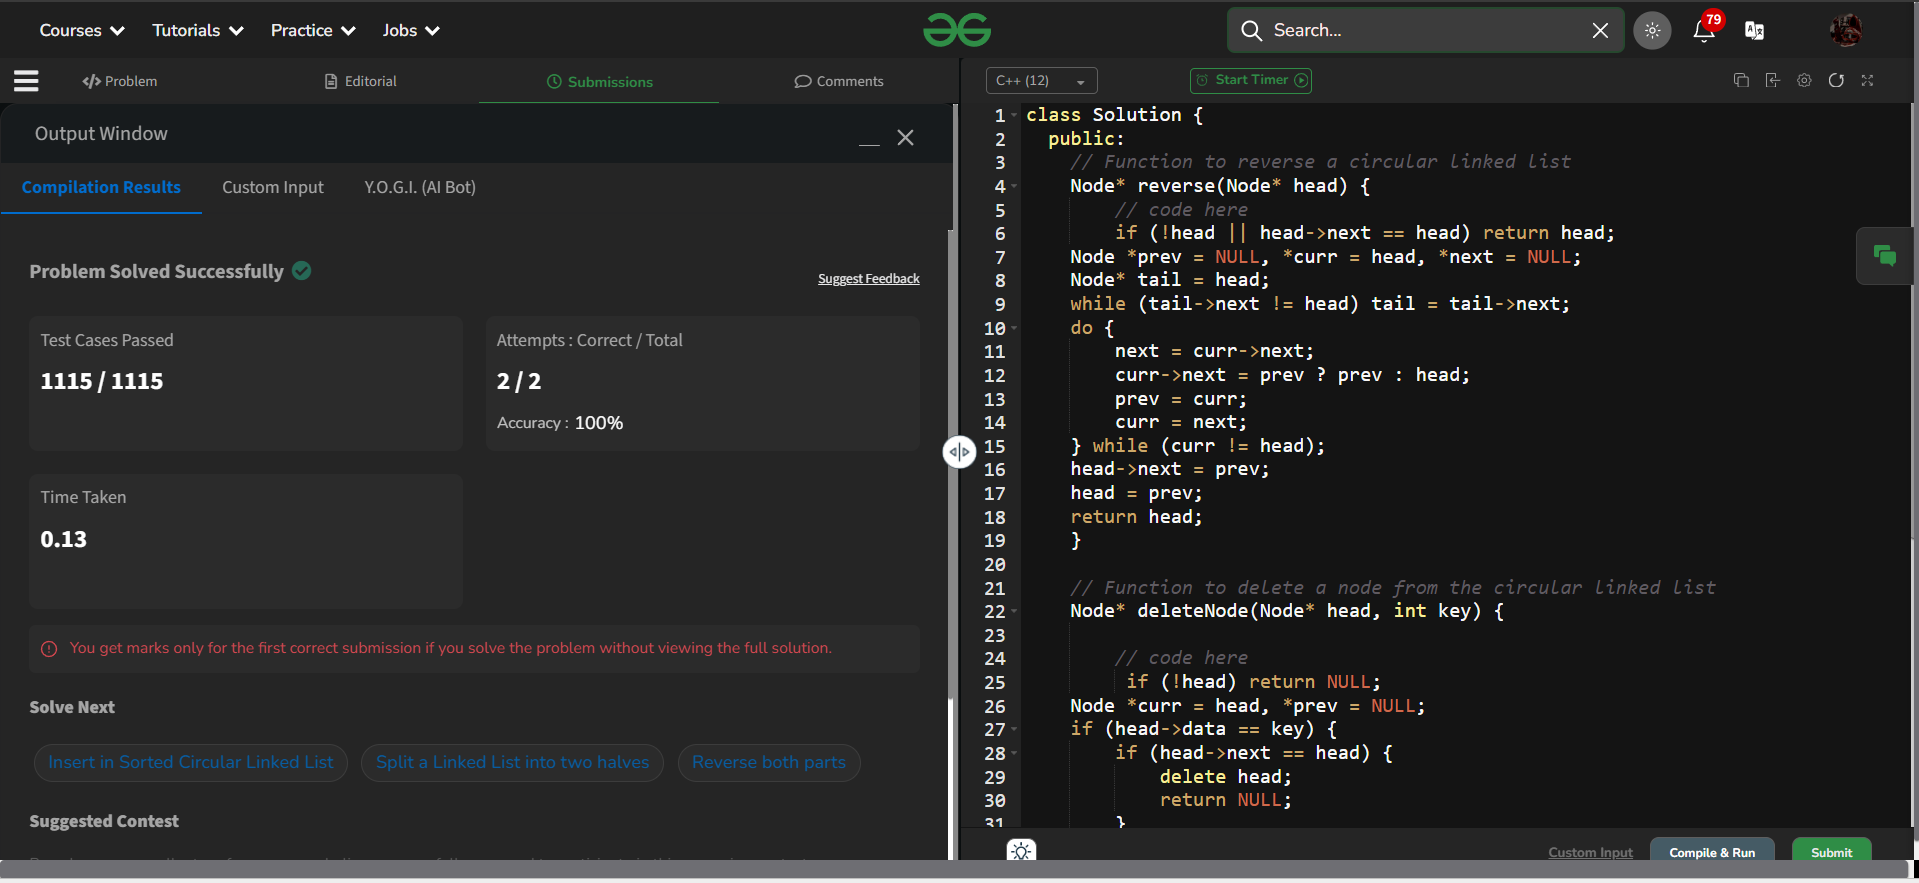 Courses Tutorials Practice Jobs Search... 79
Problem Editorial Submissions Comments
Output Window
Compilation Results Custom Input Y.O.G.I. (AI Bot)
Problem Solved Successfully
Suggest Feedback
Test Cases Passed
1115 / 1115
Attempts : Correct / Total
2 / 2
Accuracy : 100%
Time Taken
0.13
You get marks only for the first correct submission if you solve the problem without viewing the full solution.
Solve Next
Insert in Sorted Circular Linked List Split a Linked List into two halves Reverse both parts
Suggested Contest
C++ (12) Start Timer
1 class Solution {
2 public:
3 // Function to reverse a circular linked list
4 Node* reverse(Node* head) {
5 // code here
6 if (!head || head->next == head) return head;
7 Node *prev = NULL, *curr = head, *next = NULL;
8 Node* tail = head;
9 while (tail->next != head) tail = tail->next;
10 do {
11 next = curr->next;
12 curr->next = prev ? prev : head;
13 prev = curr;
14 curr = next;
15 } while (curr != head);
16 head->next = prev;
17 head = prev;
18 return head;
19 }
20
21 // Function to delete a node from the circular linked list
22 Node* deleteNode(Node* head, int key) {
23
24 // code here
25 if (!head) return NULL;
26 Node *curr = head, *prev = NULL;
27 if (head->data == key) {
28 if (head->next == head) {
29 delete head;
30 return NULL;
31 }
Custom Input Compile & Run Submit